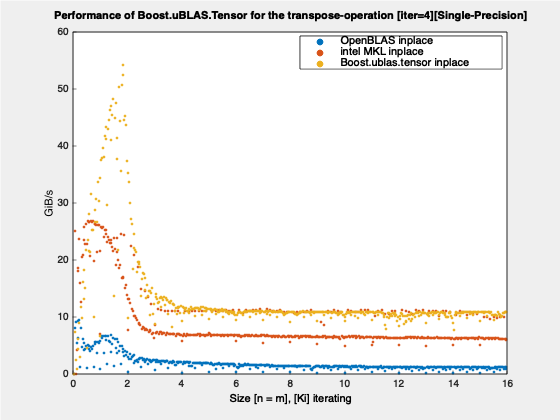 Performance of Boost.uBLAS.Tensor for the transpose-operation [iter=4][Single-Precision]
OpenBLAS inplace
intel MKL inplace
Boost.ublas.tensor inplace
60
50
40
30
20
10
0
GiB/s
0 2 4 6 8 10 12 14 16
Size [n = m], [Ki] iterating